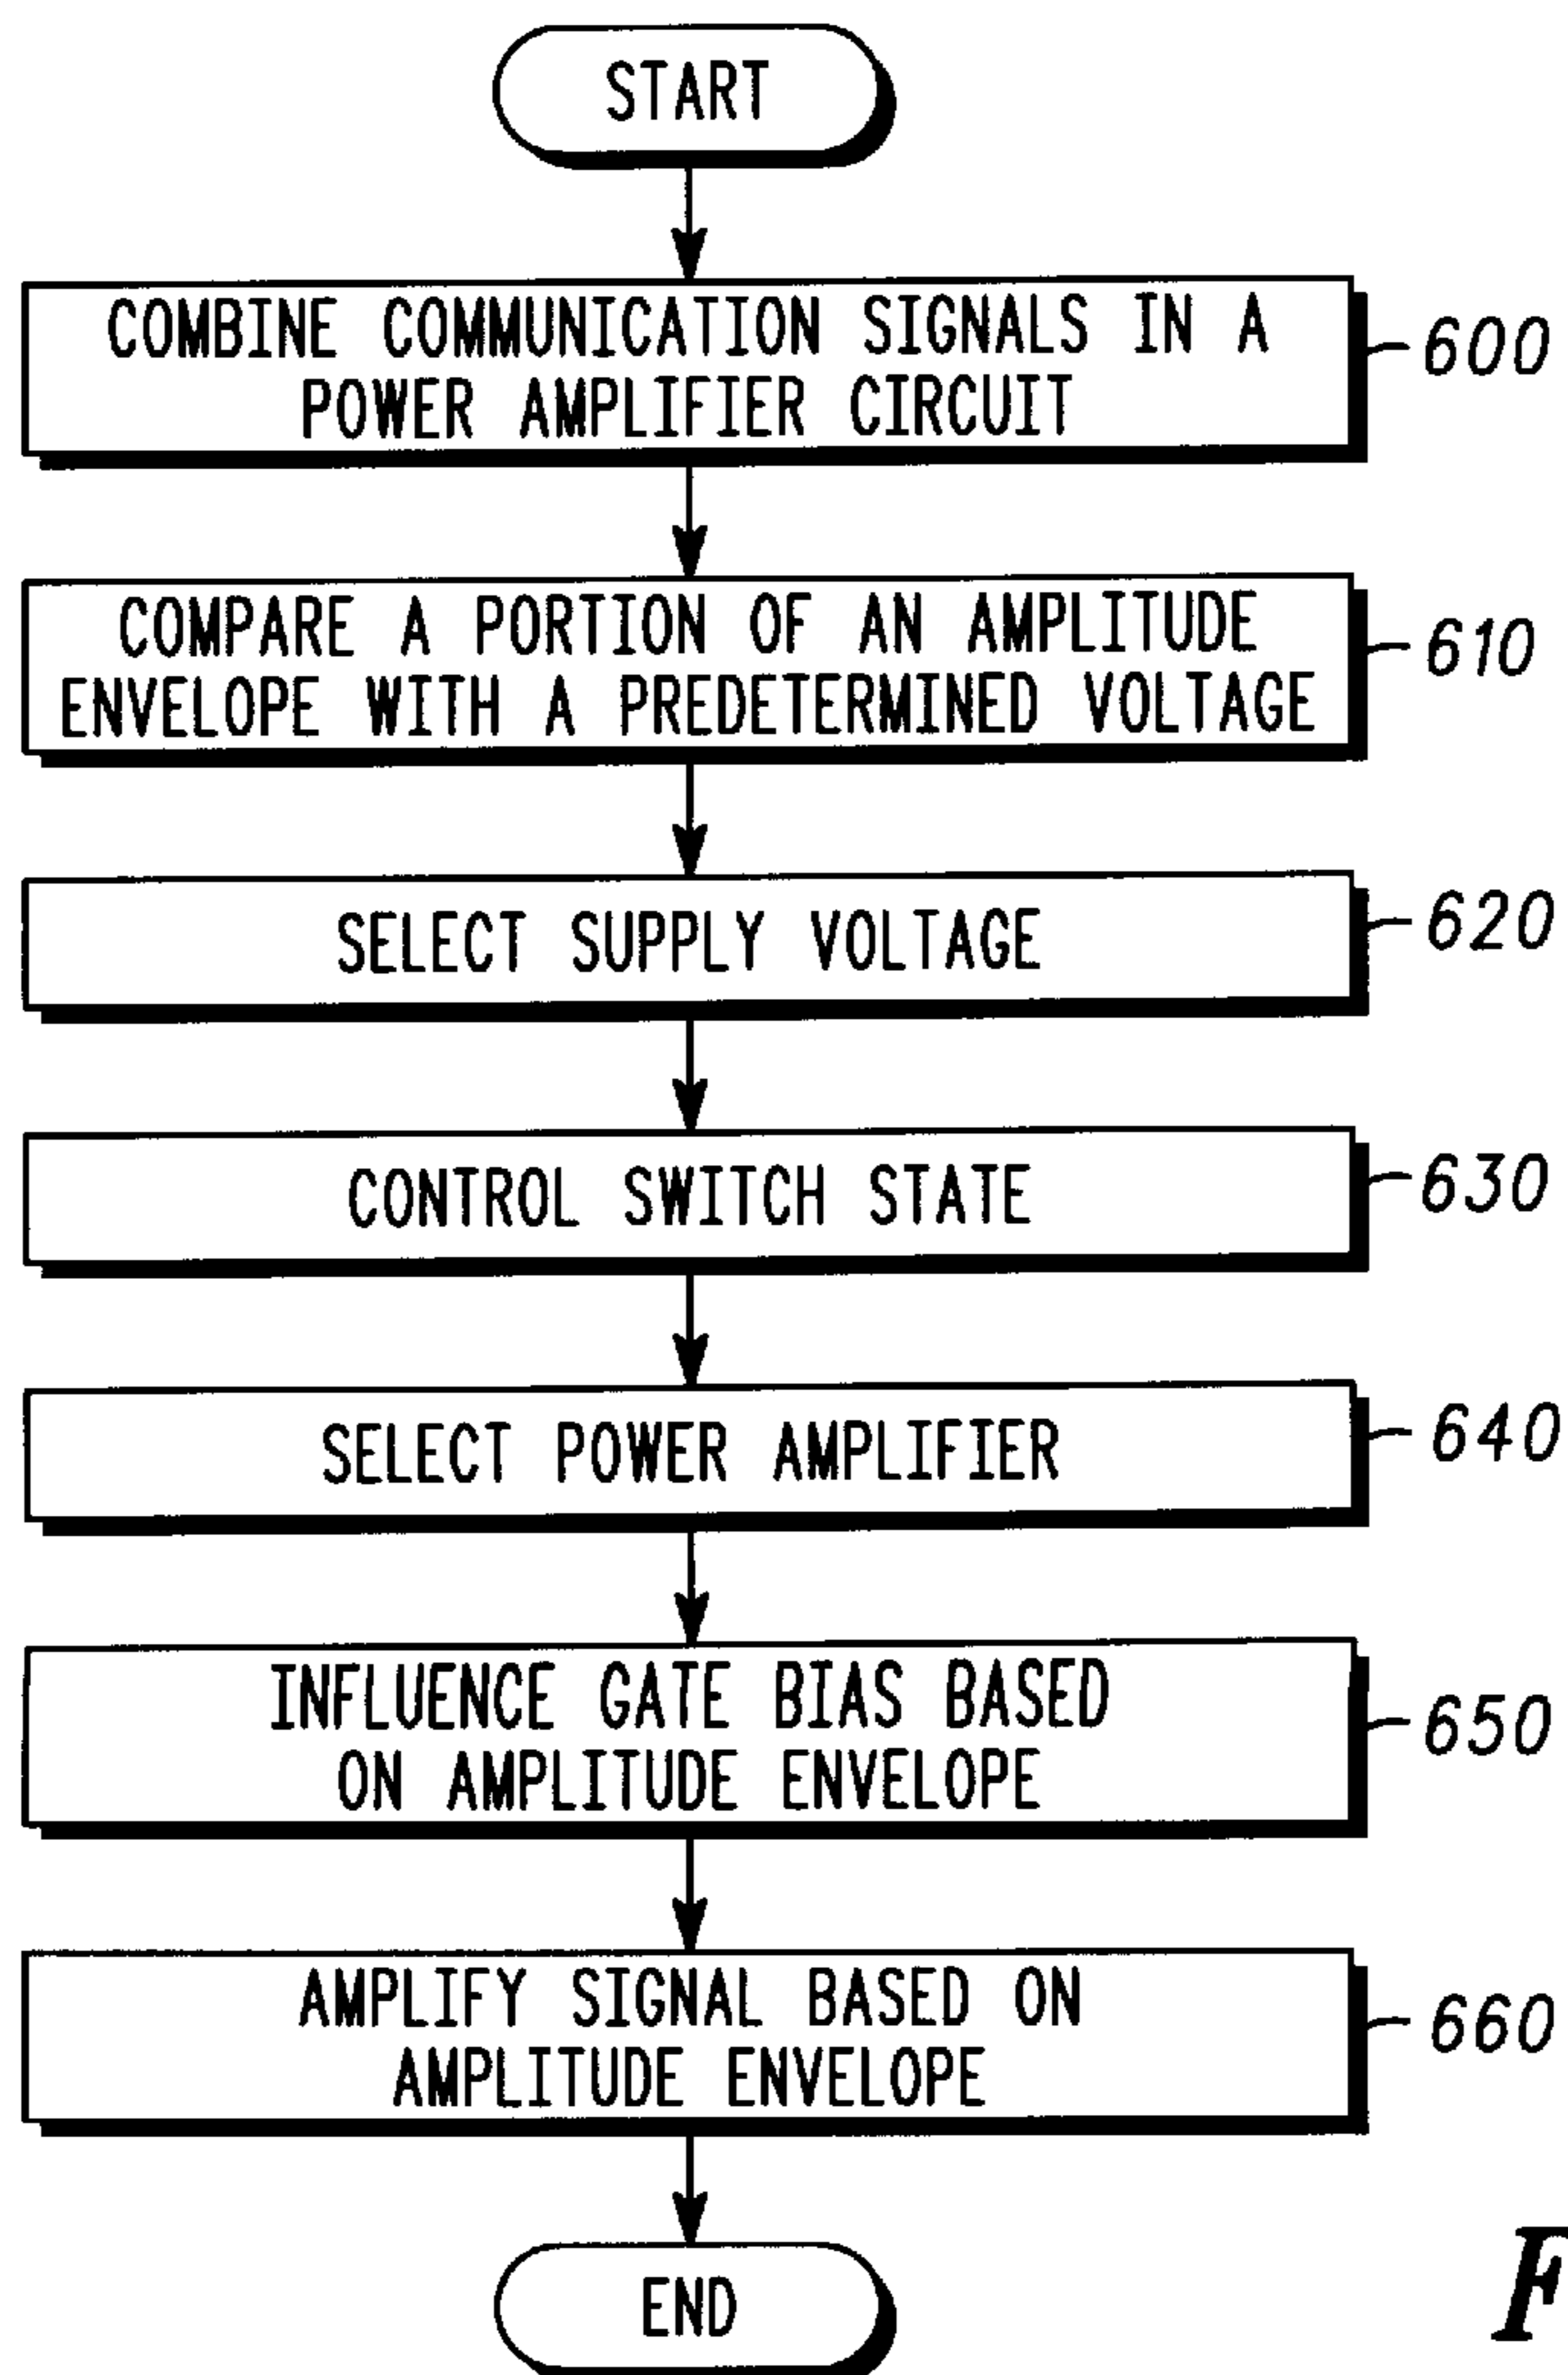 START
COMBINE COMMUNICATION SIGNALS IN A
POWER AMPLIFIER CIRCUIT
600
COMPARE A PORTION OF AN AMPLITUDE
ENVELOPE WITH A PREDETERMINED VOLTAGE
610
SELECT SUPPLY VOLTAGE
620
CONTROL SWITCH STATE
630
SELECT POWER AMPLIFIER
640
INFLUENCE GATE BIAS BASED
ON AMPLITUDE ENVELOPE
650
AMPLIFY SIGNAL BASED ON
AMPLITUDE ENVELOPE
660
END